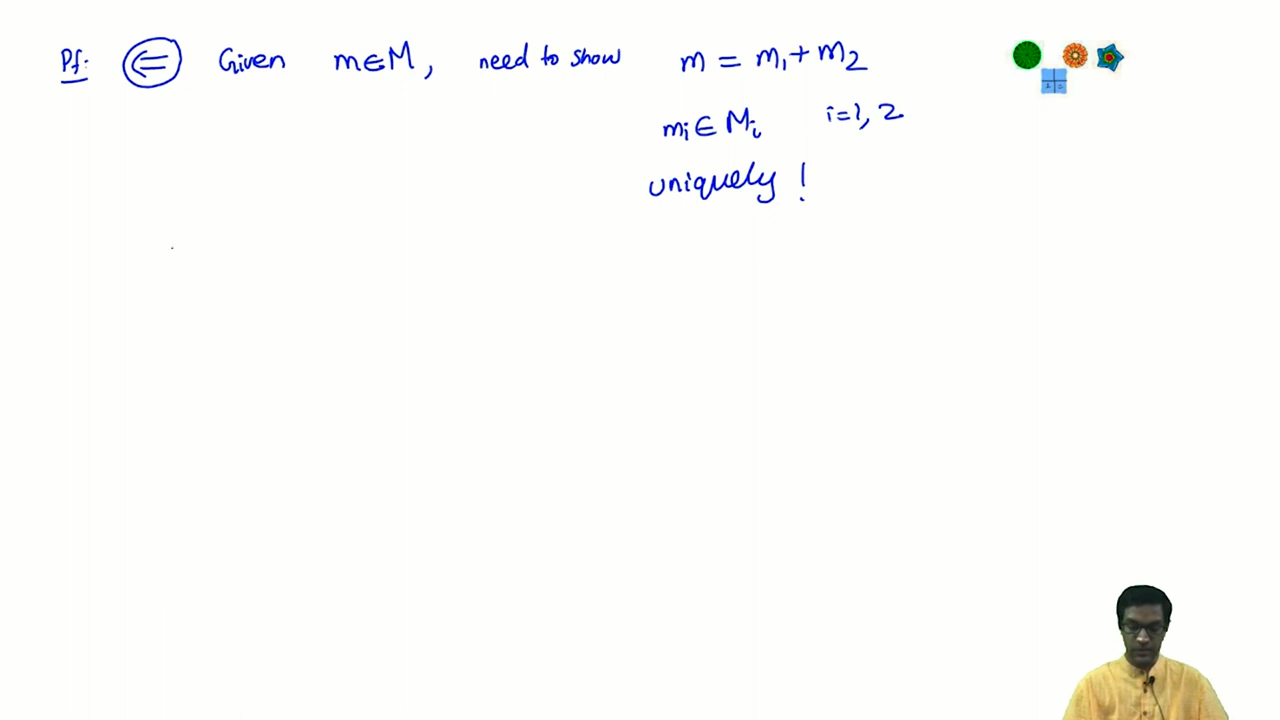 Pf: ⇐ Given m∈M, need to show m = m₁ + m₂
mᵢ ∈ Mᵢ i=1, 2
uniquely !